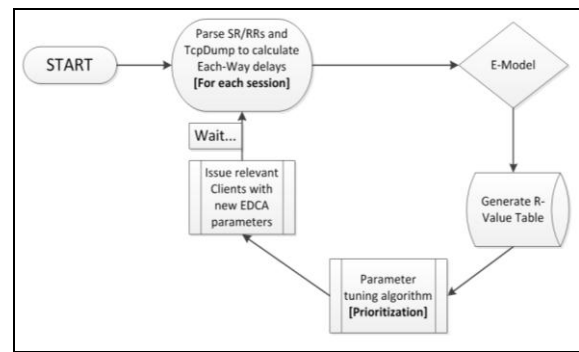 START
Parse SR/RRs and
TcpDump to calculate
Each-Way delays
[For each session]
E-Model
Wait...
Issue relevant
Clients with
new EDCA
parameters
Generate R-
Value Table
Parameter
tuning algorithm
[Prioritization]